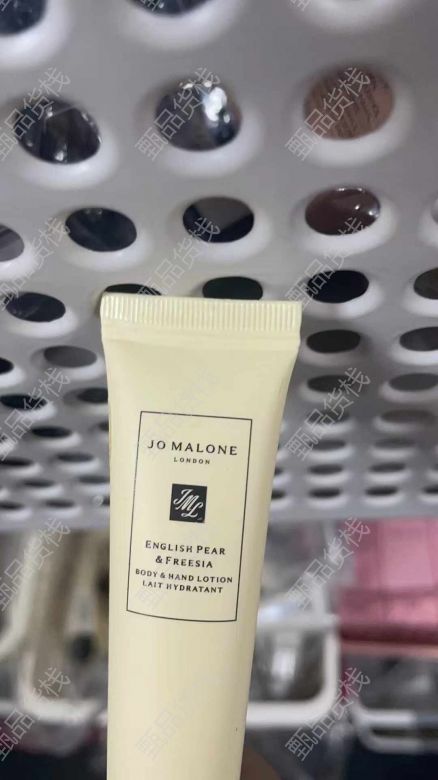 JO MALONE
LONDON
JML
ENGLISH PEAR
& FREESIA
BODY & HAND LOTION
LAIT HYDRATANT
甄品货栈